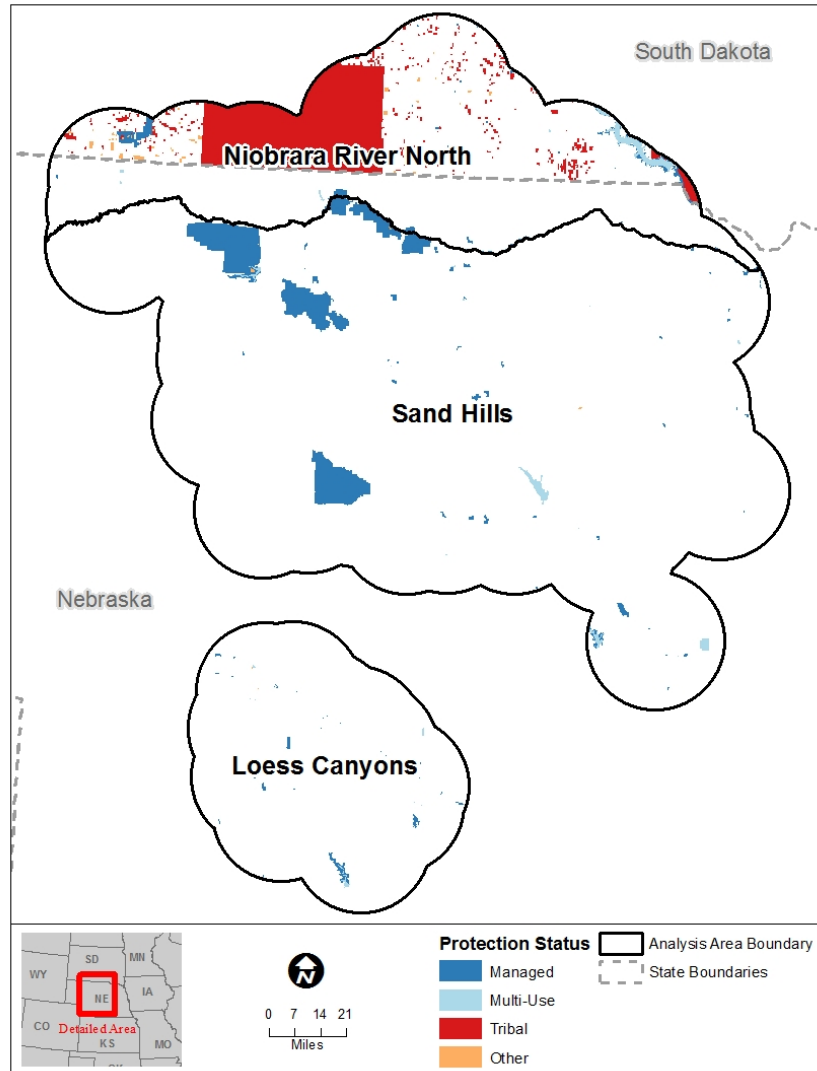 South Dakota
Niobrara River North
Sand Hills
Nebraska
Loess Canyons
WY
SD
MN
NE
IA
CO
Detailed Area
KS
MO
N
0 7 14 21
Miles
Protection Status
Managed
Multi-Use
Tribal
Other
Analysis Area Boundary
State Boundaries